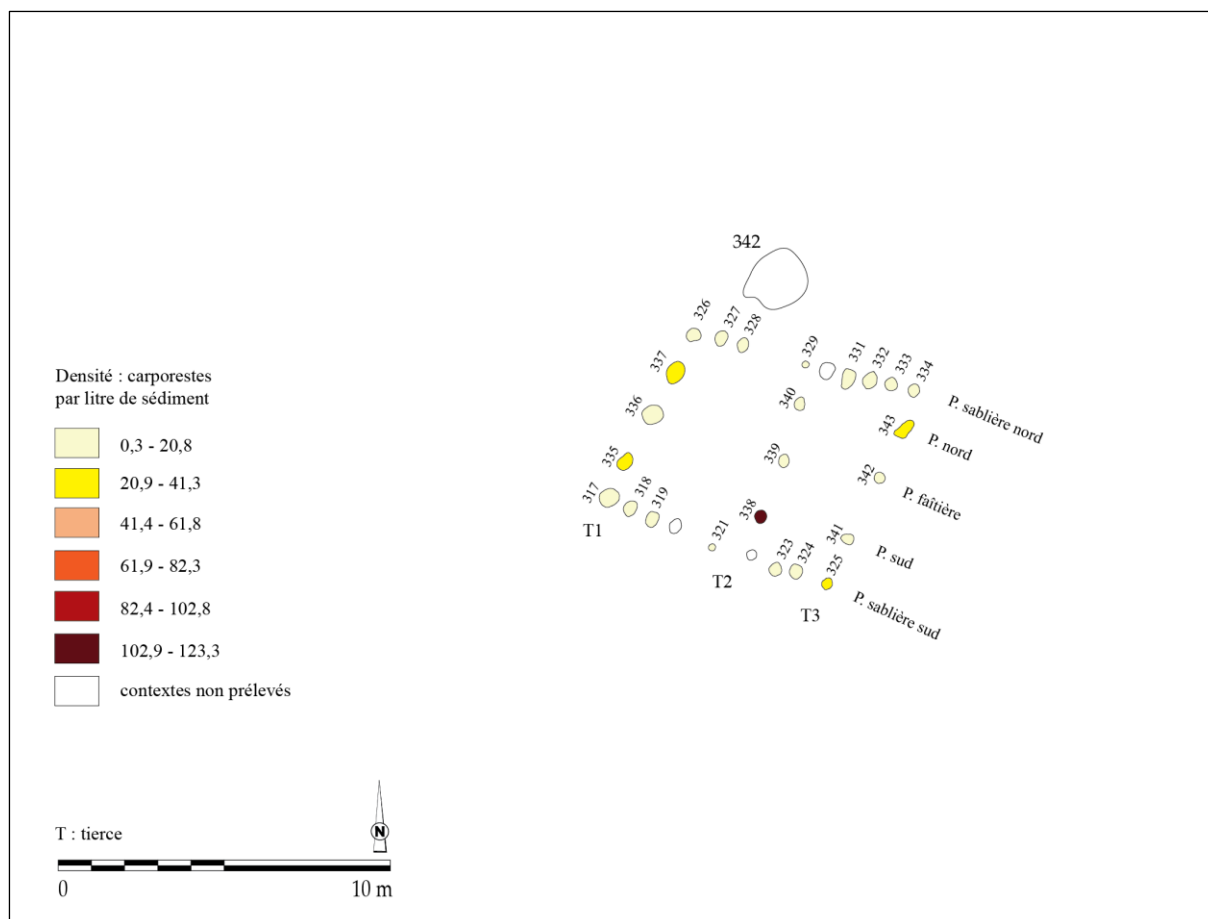 342
326
327
328
337
336
335
317
318
319
T1
321
T2
329
331
332
333
334
P. sablière nord
340
343
P. nord
339
342
P. faîtière
338
341
P. sud
323
324
325
T3
P. sablière sud
Densité : carporestes
par litre de sédiment
0,3 - 20,8
20,9 - 41,3
41,4 - 61,8
61,9 - 82,3
82,4 - 102,8
102,9 - 123,3
contextes non prélevés
N
T : tierce
0 10 m